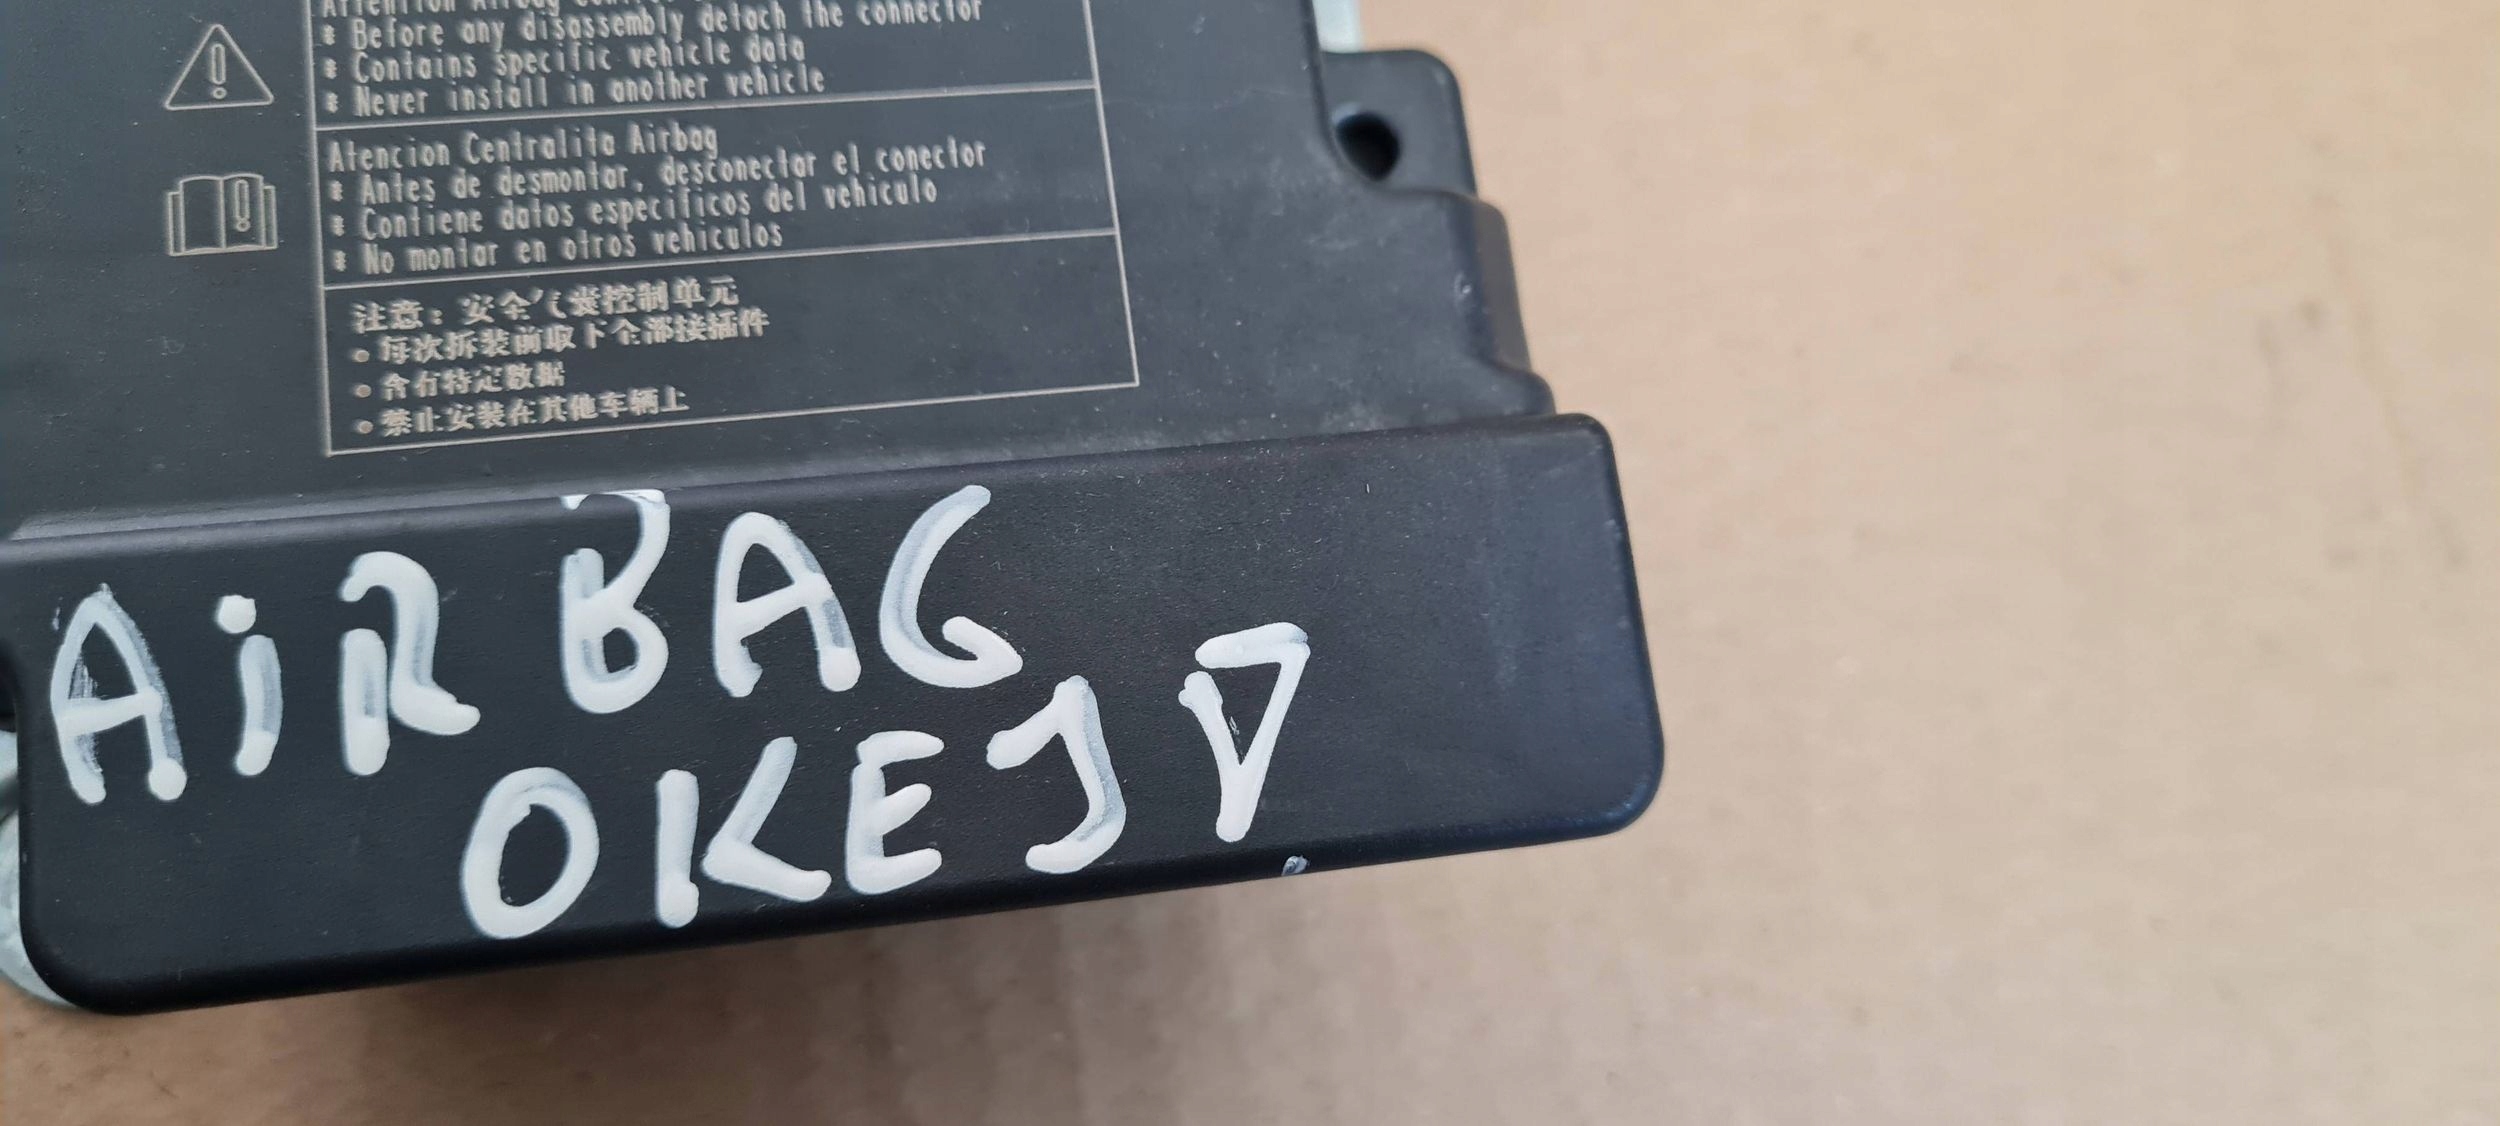 Attention Airbag
* Before any disassembly detach the connector
* Contains specific vehicle data
* Never install in another vehicle
Atencion Centralita Airbag
* Antes de desmontar, desconectar el conector
* Contiene datos especificos del vehiculo
* No montar en otros vehiculos
注意：安全气囊控制单元
• 每次拆装前取下全部接插件
• 含有特定数据
• 禁止安装在其他车辆上
AiRBAG
OKEJ